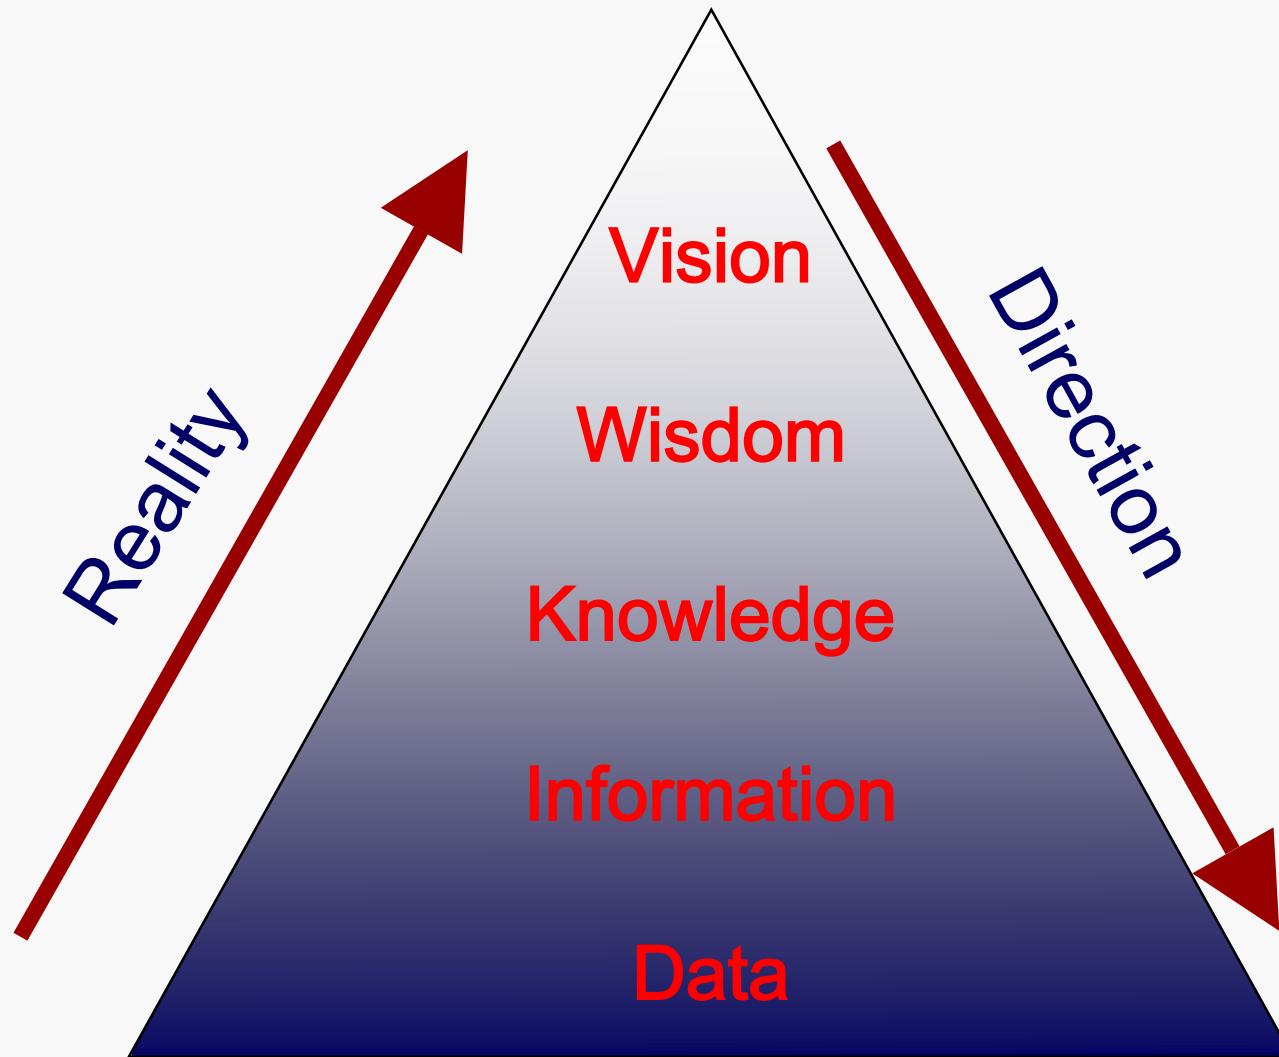 Vision
Direction
Wisdom
Reality
Knowledge
Information
Data